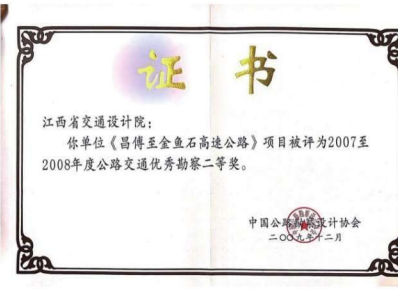 证书
江西省交通设计院:
你单位《昌傅至金鱼石高速公路》项目被评为2007至
2008年度公路交通优秀勘察二等奖。
中国公路勘察设计协会
二〇〇九年十二月